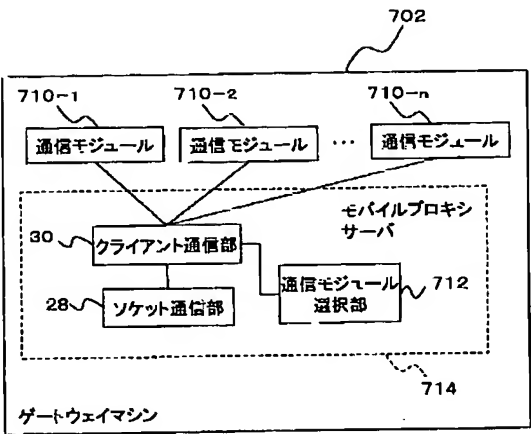 702
710-1
710-2
710-n
通信モジュール
通信モジュール
…
通信モジュール
モバイルプロキシ
サーバ
30
クライアント通信部
28
ソケット通信部
通信モジュール
選択部
712
714
ゲートウェイマシン